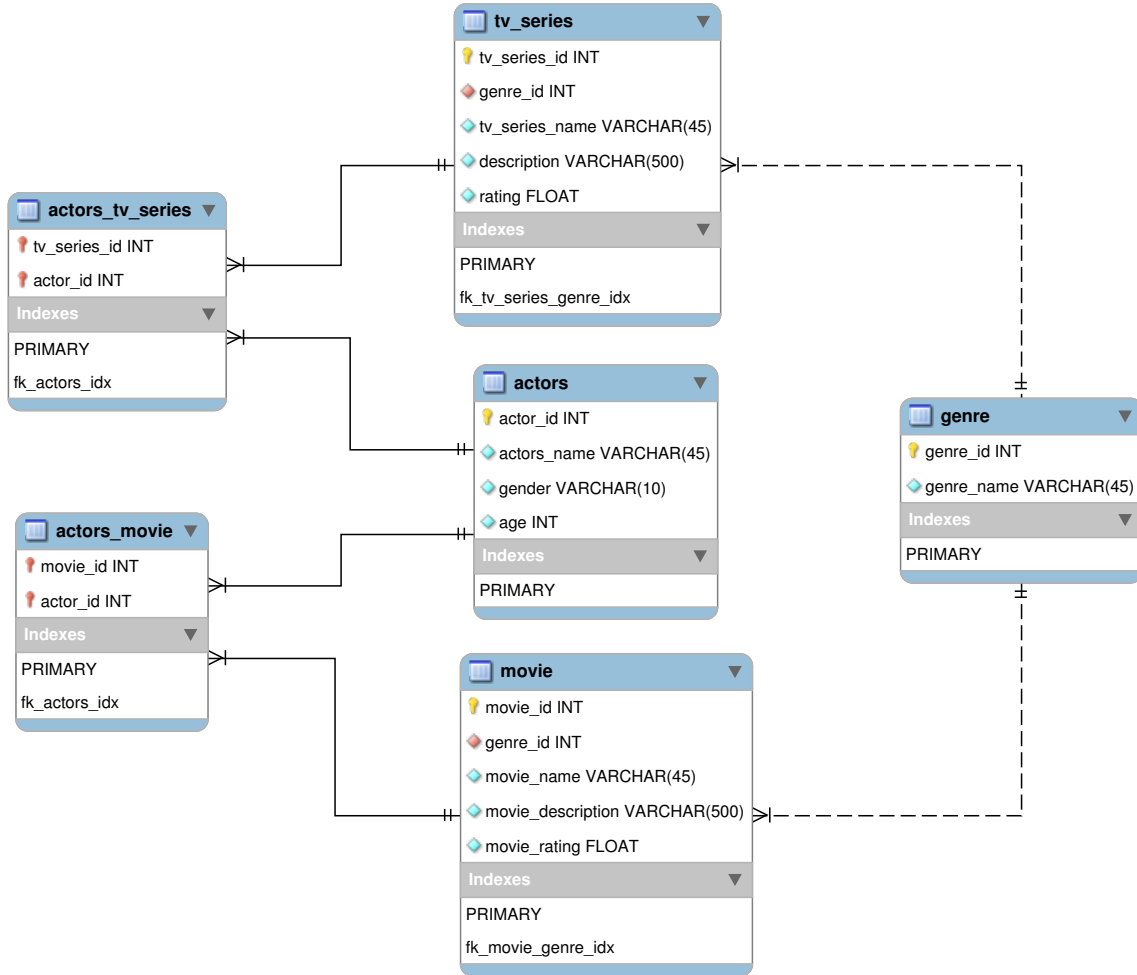 tv_series
tv_series_id INT
genre_id INT
tv_series_name VARCHAR(45)
description VARCHAR(500)
rating FLOAT
Indexes
PRIMARY
fk_tv_series_genre_idx
actors_tv_series
tv_series_id INT
actor_id INT
Indexes
PRIMARY
fk_actors_idx
actors
actor_id INT
actors_name VARCHAR(45)
gender VARCHAR(10)
age INT
Indexes
PRIMARY
genre
genre_id INT
genre_name VARCHAR(45)
Indexes
PRIMARY
actors_movie
movie_id INT
actor_id INT
Indexes
PRIMARY
fk_actors_idx
movie
movie_id INT
genre_id INT
movie_name VARCHAR(45)
movie_description VARCHAR(500)
movie_rating FLOAT
Indexes
PRIMARY
fk_movie_genre_idx